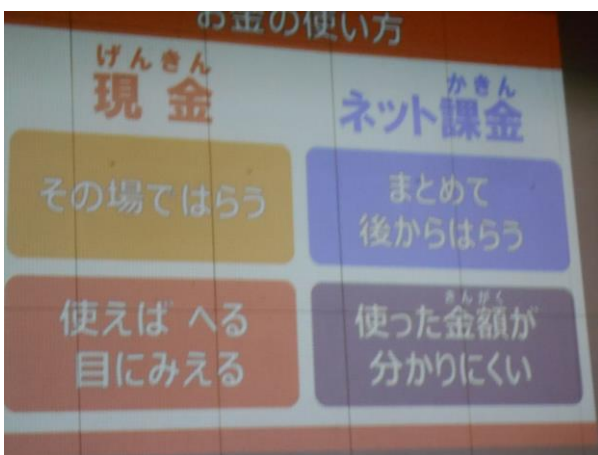 お金の使い方
げんきん
現金
かきん
ネット課金
その場ではらう
まとめて
後からはらう
使えば へる
目にみえる
きんがく
使った金額が
分かりにくい